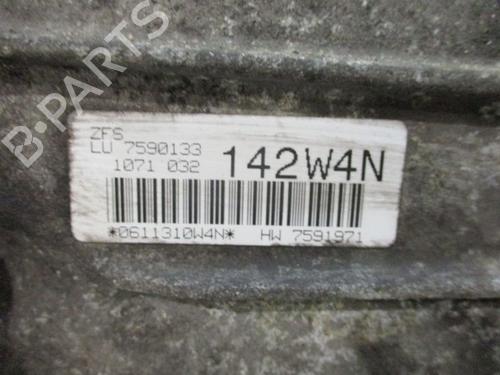 B-PARTS
ZFS
LU 7590133
1071 032
142W4N
*0611310W4N* HW 7591971